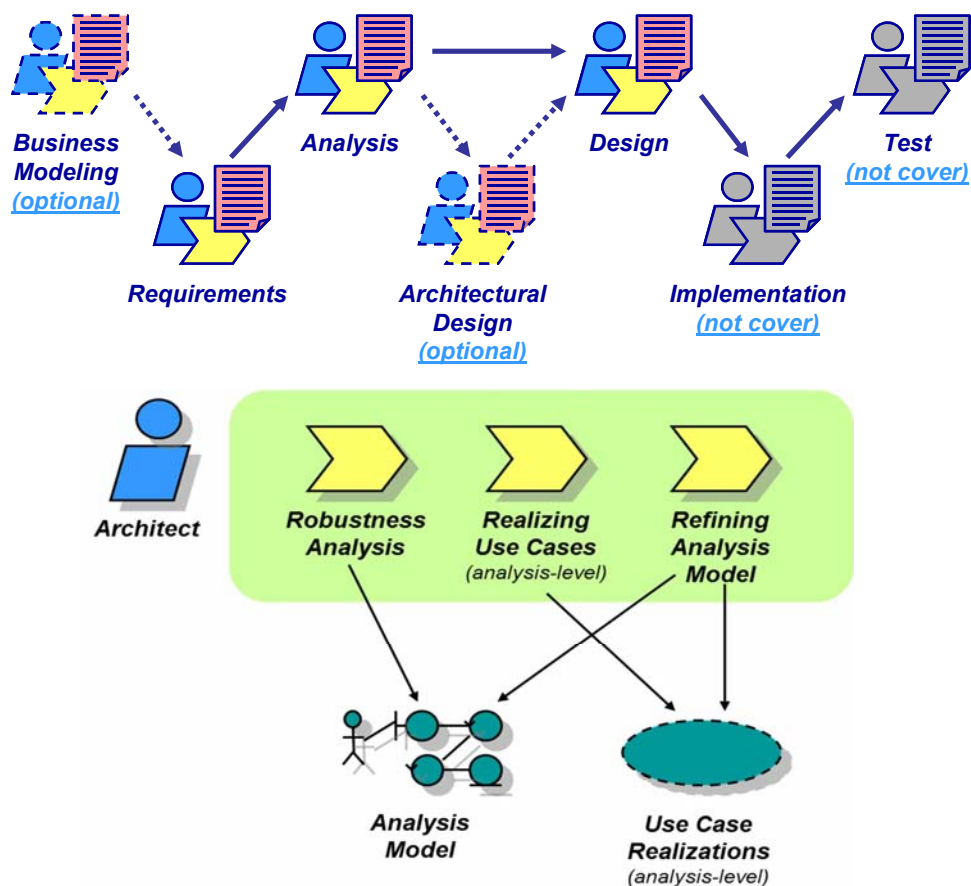 Business
Modeling
(optional)
Analysis
Design
Test
(not cover)
Requirements
Architectural
Design
(optional)
Implementation
(not cover)
Architect
Robustness
Analysis
Realizing
Use Cases
(analysis-level)
Refining
Analysis
Model
Analysis
Model
Use Case
Realizations
(analysis-level)